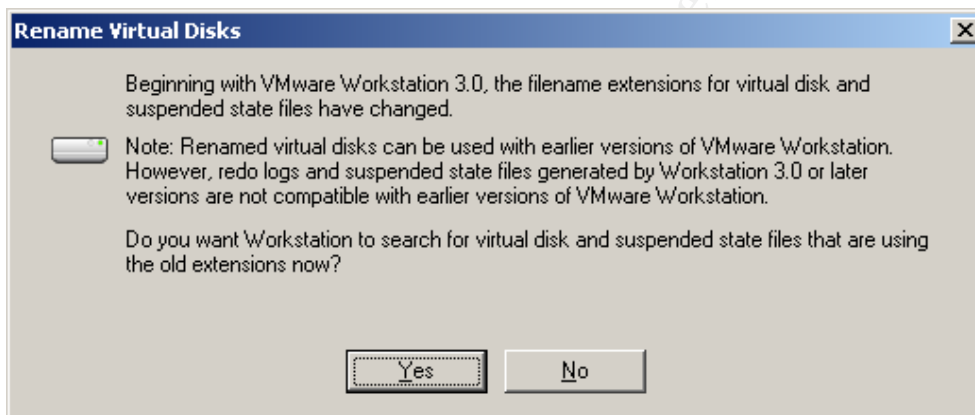 Rename Virtual Disks
Beginning with VMware Workstation 3.0, the filename extensions for virtual disk and
suspended state files have changed.
Note: Renamed virtual disks can be used with earlier versions of VMware Workstation.
However, redo logs and suspended state files generated by Workstation 3.0 or later
versions are not compatible with earlier versions of VMware Workstation.
Do you want Workstation to search for virtual disk and suspended state files that are using
the old extensions now?
Yes
No